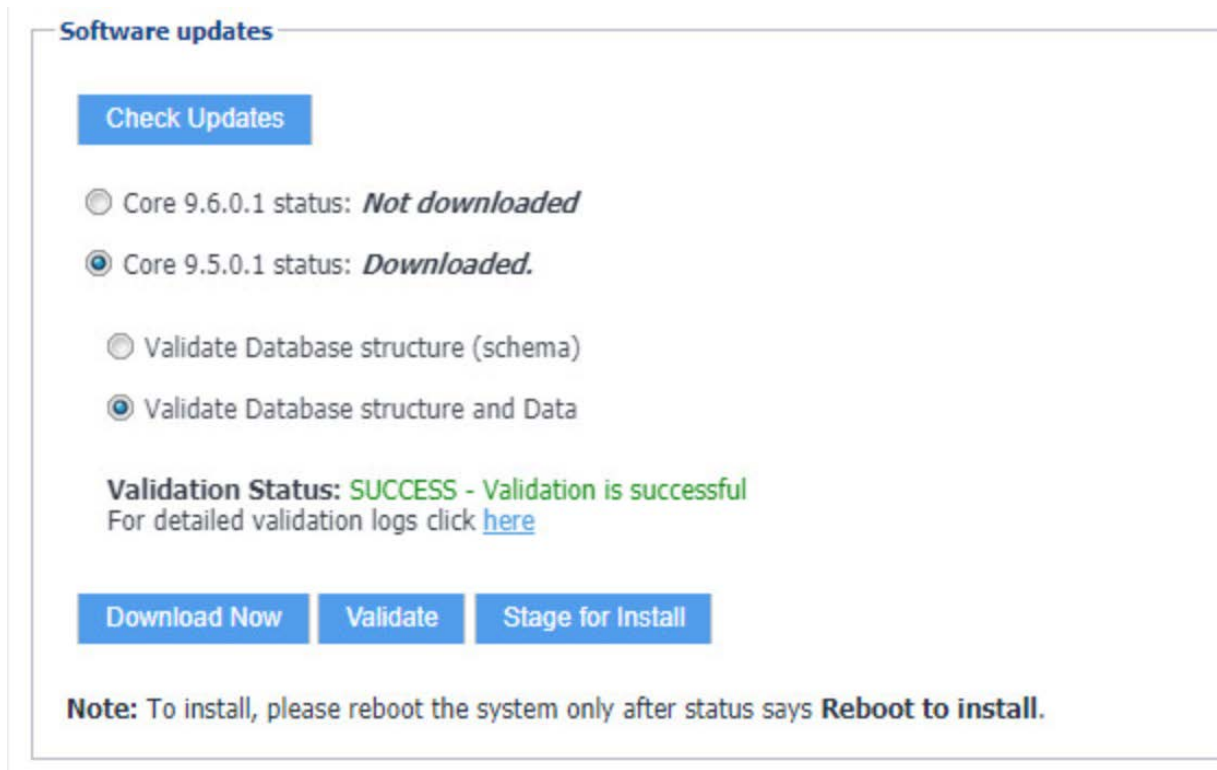 Software updates
Check Updates
Core 9.6.0.1 status: Not downloaded
Core 9.5.0.1 status: Downloaded.
Validate Database structure (schema)
Validate Database structure and Data
Validation Status: SUCCESS - Validation is successful
For detailed validation logs click here
Download Now Validate Stage for Install
Note: To install, please reboot the system only after status says Reboot to install.